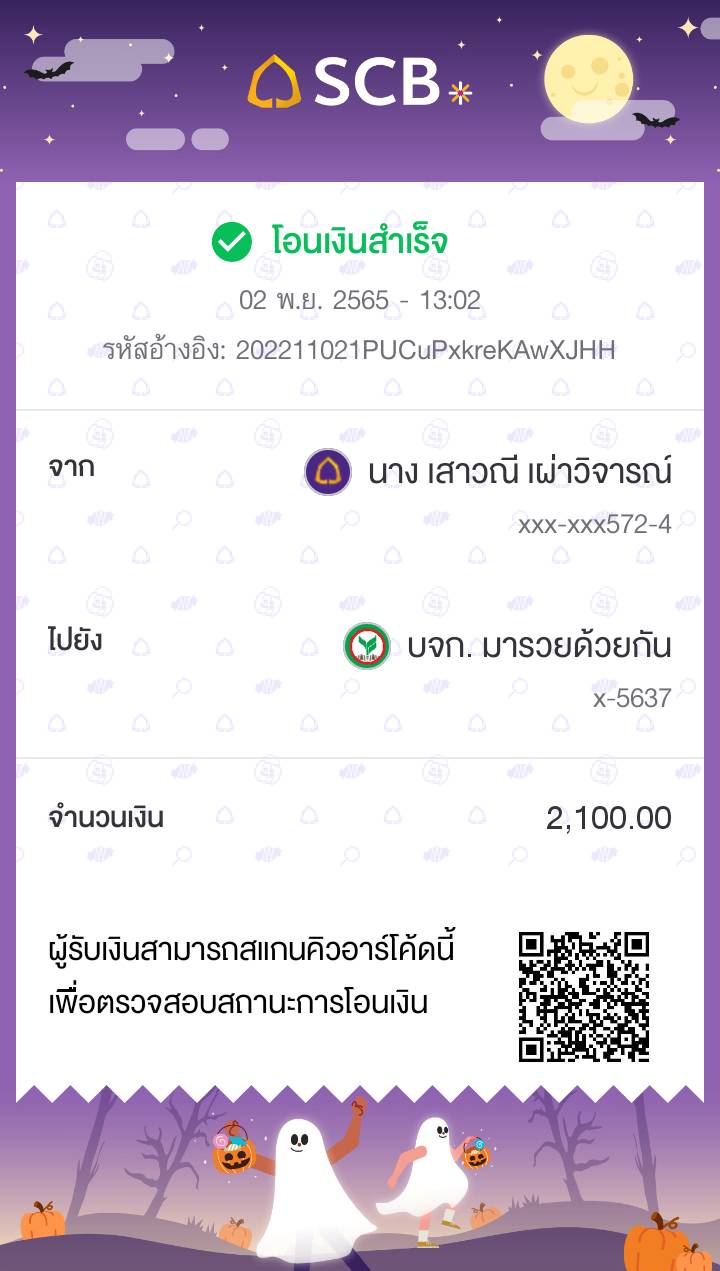 SCB
โอนเงินสำเร็จ
02 พ.ย. 2565 - 13:02
รหัสอ้างอิง: 202211021PUCuPxkreKAwXJHH
จาก
นาง เสาวณี เผ่าวิจารณ์
xxx-xxx572-4
ไปยัง
บจก. มารวยด้วยกัน
x-5637
จำนวนเงิน
2,100.00
ผู้รับเงินสามารถสแกนคิวอาร์โค้ดนี้
เพื่อตรวจสอบสถานะการโอนเงิน